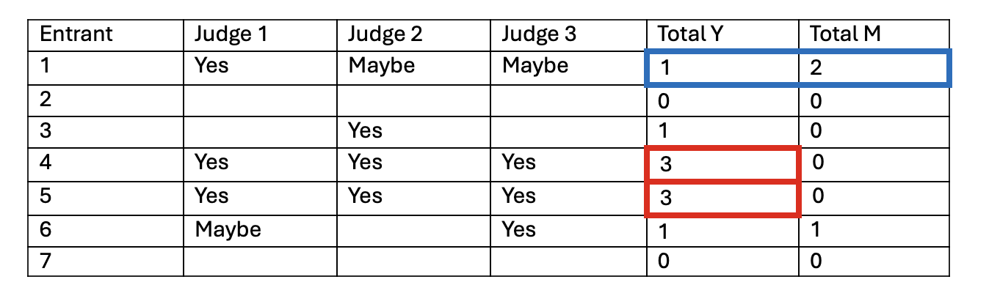 Entrant Judge 1 Judge 2 Judge 3 Total Y Total M
1 Yes Maybe Maybe 1 2
2 0 0
3 Yes 1 0
4 Yes Yes Yes 3 0
5 Yes Yes Yes 3 0
6 Maybe Yes 1 1
7 0 0